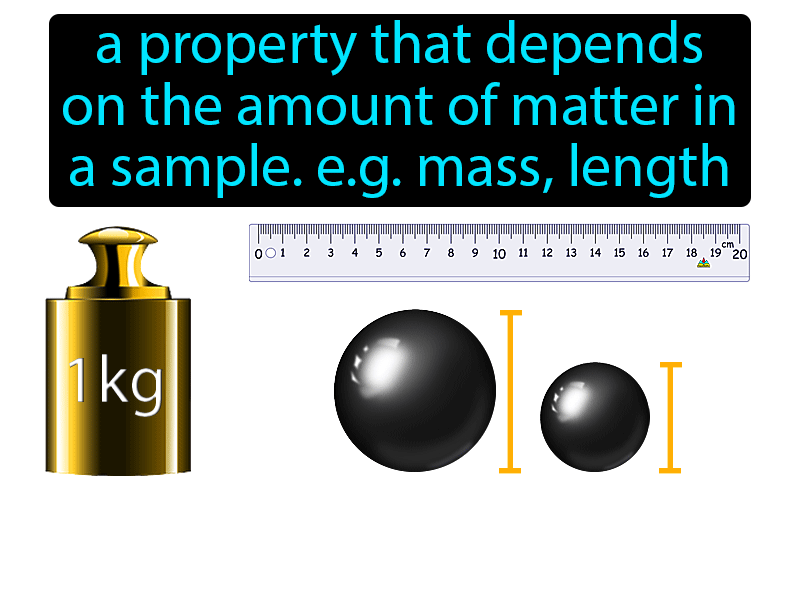 a property that depends
on the amount of matter in
a sample. e.g. mass, length
0 1 2 3 4 5 6 7 8 9 10 11 12 13 14 15 16 17 18 19 cm 20
1kg